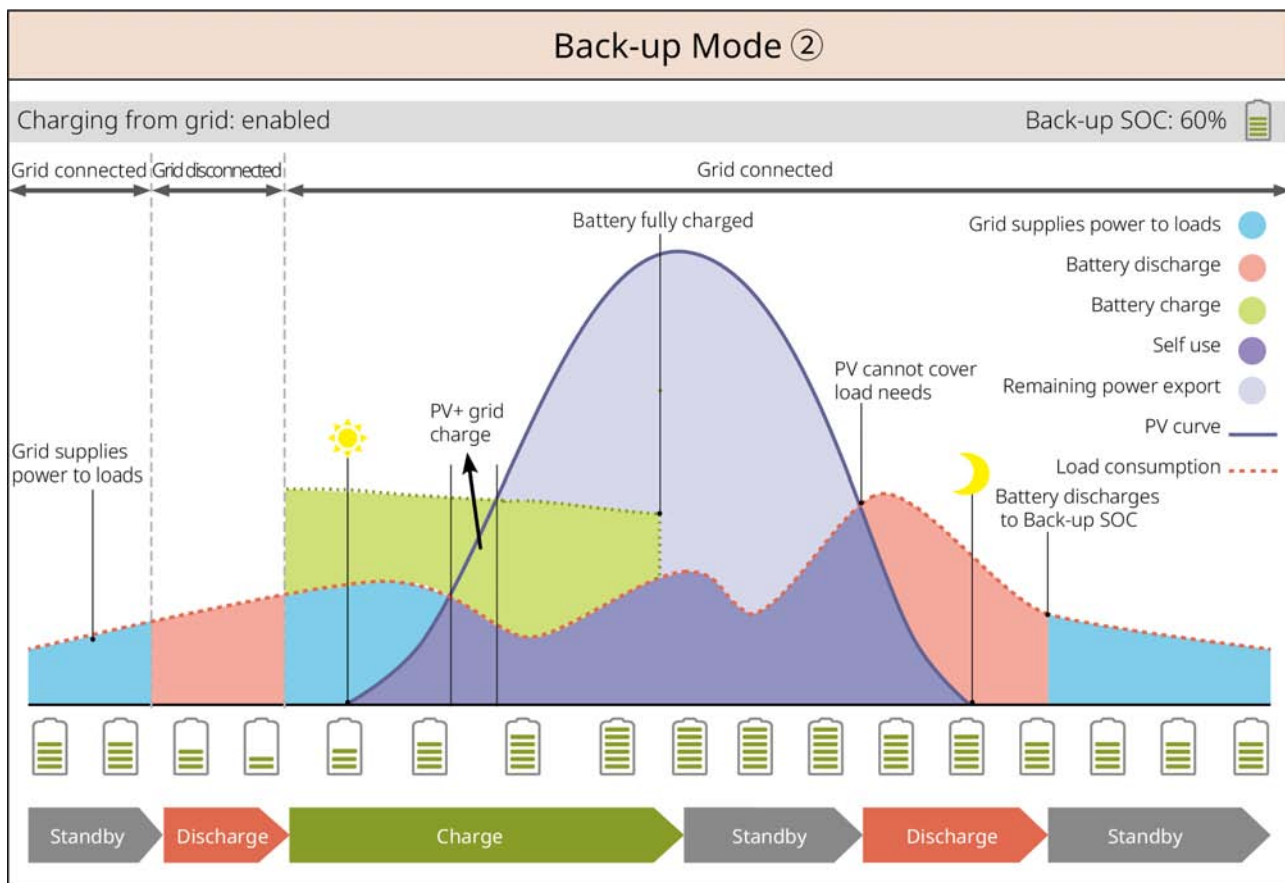 Back-up Mode ②
Charging from grid: enabled
Back-up SOC: 60%
Grid connected
Grid disconnected
Grid connected
Battery fully charged
Grid supplies power to loads
Battery discharge
Battery charge
Self use
Remaining power export
PV curve
Load consumption
PV cannot cover
load needs
PV+ grid
charge
Grid supplies
power to loads
Battery discharges
to Back-up SOC
Standby
Discharge
Charge
Standby
Discharge
Standby